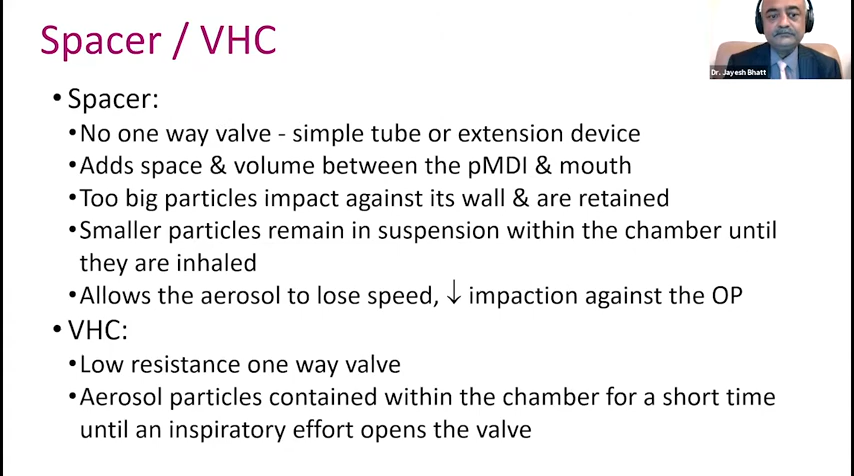 Spacer / VHC
Dr. Jayesh Bhatt
• Spacer:
•No one way valve - simple tube or extension device
•Adds space & volume between the pMDI & mouth
•Too big particles impact against its wall & are retained
•Smaller particles remain in suspension within the chamber until
they are inhaled
•Allows the aerosol to lose speed, ↓ impaction against the OP
• VHC:
•Low resistance one way valve
•Aerosol particles contained within the chamber for a short time
until an inspiratory effort opens the valve